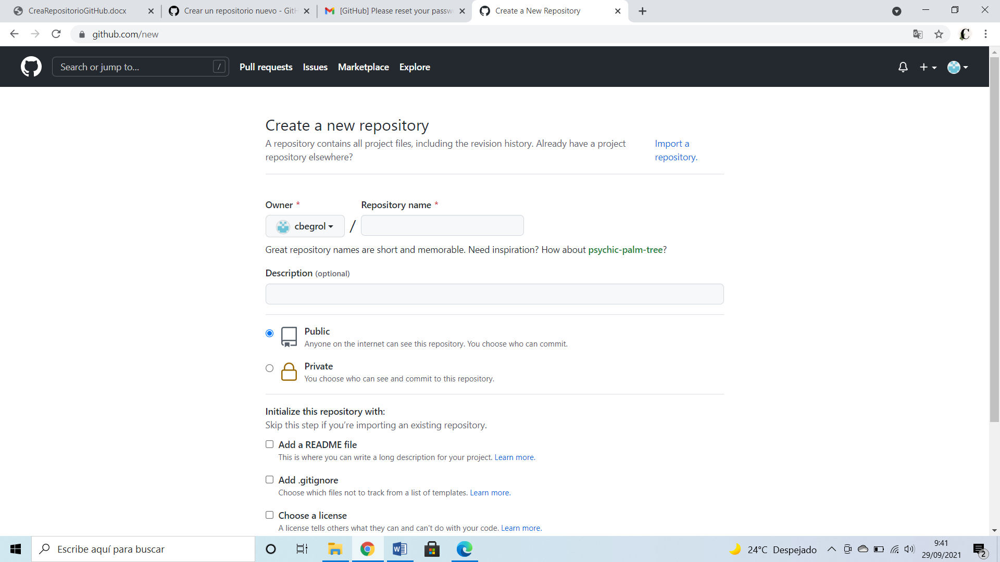 CreaRepositorioGitHub.docx
Crear un repositorio nuevo - GitH
[GitHub] Please reset your passw
Create a New Repository
github.com/new
Search or jump to...
/
Pull requests
Issues
Marketplace
Explore
Create a new repository
A repository contains all project files, including the revision history. Already have a project
repository elsewhere?
Import a
repository.
Owner *
Repository name *
cbegrol
/
Great repository names are short and memorable. Need inspiration? How about psychic-palm-tree?
Description (optional)
Public
Anyone on the internet can see this repository. You choose who can commit.
Private
You choose who can see and commit to this repository.
Initialize this repository with:
Skip this step if you’re importing an existing repository.
Add a README file
This is where you can write a long description for your project. Learn more.
Add .gitignore
Choose which files not to track from a list of templates. Learn more.
Choose a license
A license tells others what they can and can't do with your code. Learn more.
Escribe aquí para buscar
24°C Despejado
9:41
29/09/2021
2